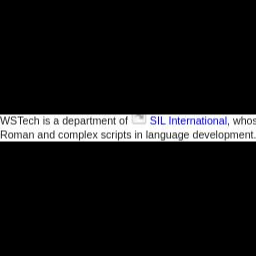 WSTech is a department of SIL International, whos
Roman and complex scripts in language development.